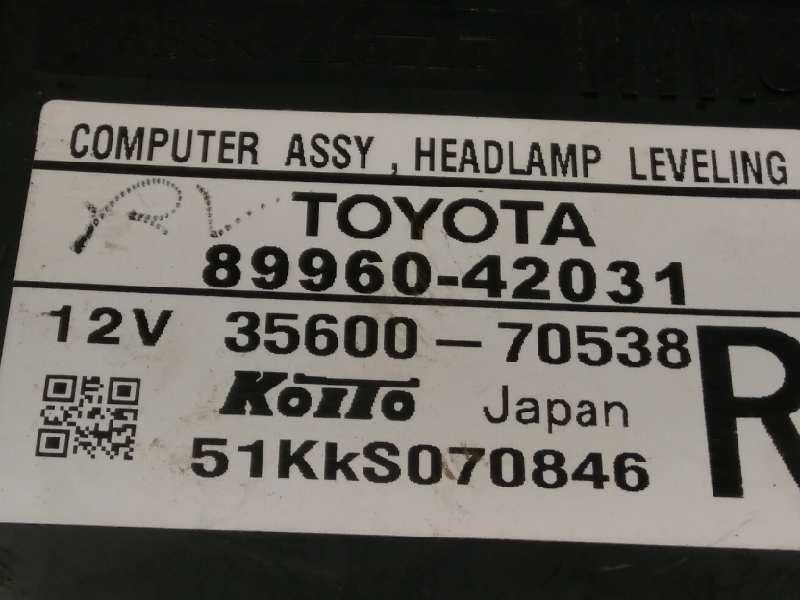 COMPUTER ASSY , HEADLAMP LEVELING
TOYOTA
89960-42031
12V 35600-70538 R
KoiTo Japan
51KkS070846